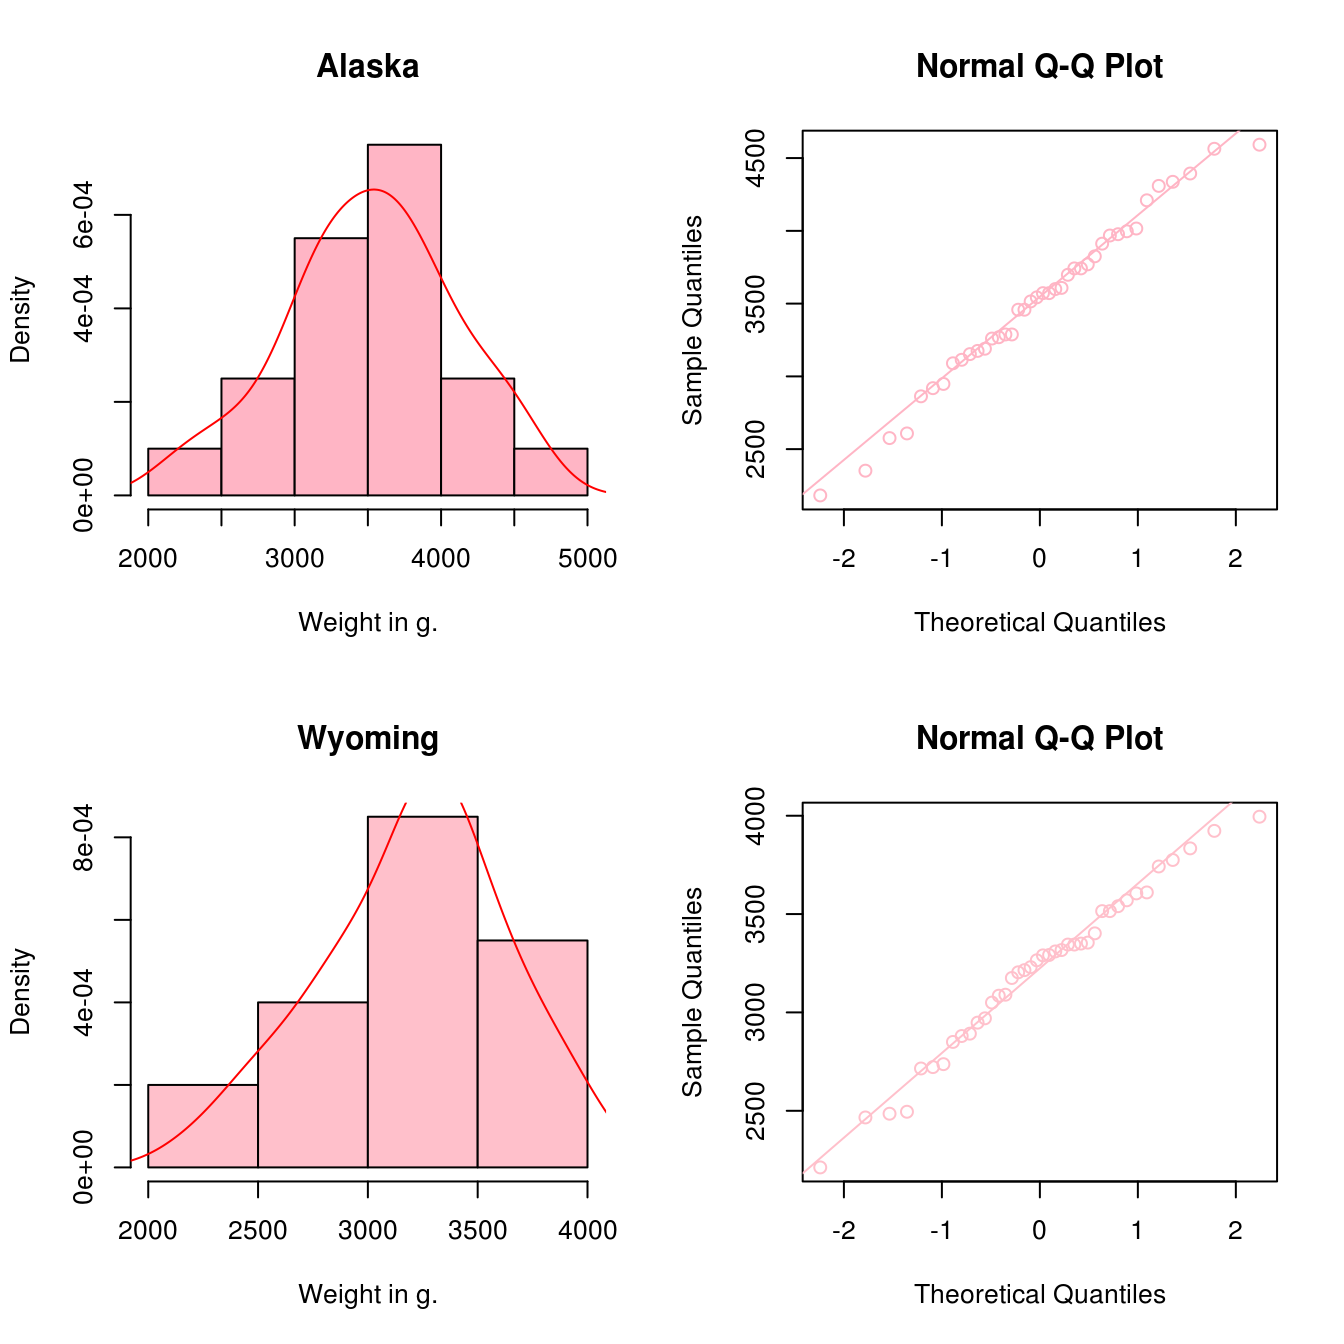 Alaska
Density
0e+00 4e-04 6e-04
2000 3000 4000 5000
Weight in g.
Normal Q-Q Plot
Sample Quantiles
2500 3500 4500
-2 -1 0 1 2
Theoretical Quantiles
Wyoming
Density
0e+00 4e-04 8e-04
2000 2500 3000 3500 4000
Weight in g.
Normal Q-Q Plot
Sample Quantiles
2500 3000 3500 4000
-2 -1 0 1 2
Theoretical Quantiles